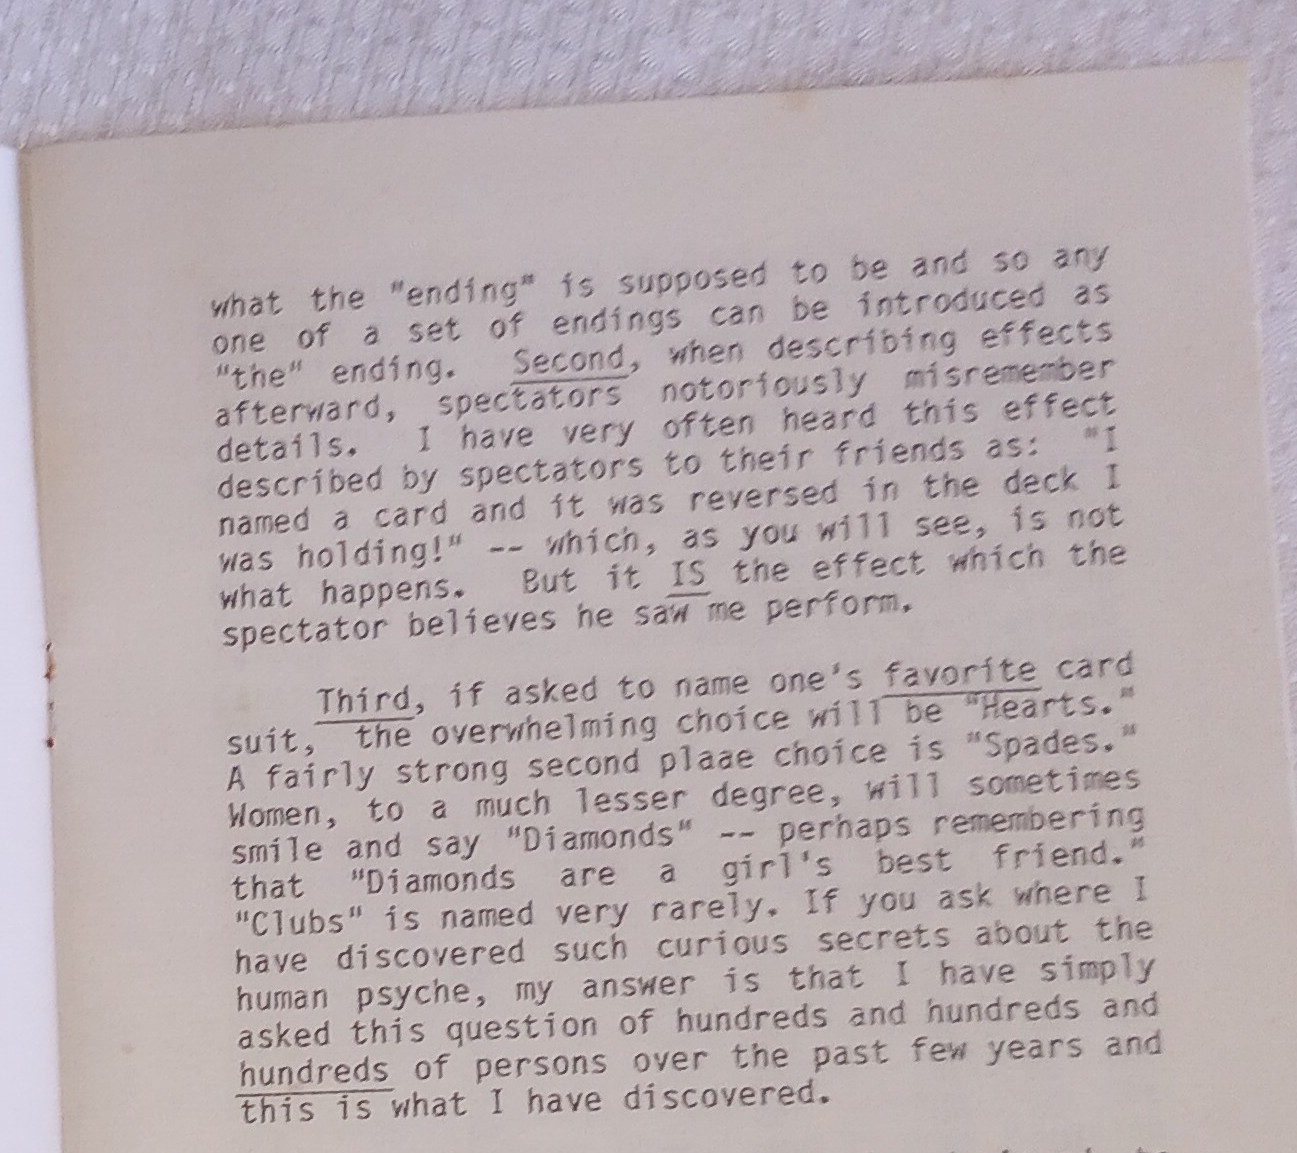 what the "ending" is supposed to be and so any
one of a set of endings can be introduced as
"the" ending. Second, when describing effects
afterward, spectators notoriously misremember
details. I have very often heard this effect
described by spectators to their friends as: "I
named a card and it was reversed in the deck I
was holding!" -- which, as you will see, is not
what happens. But it IS the effect which the
spectator believes he saw me perform.
Third, if asked to name one's favorite card
suit, the overwhelming choice will be "Hearts."
A fairly strong second plaae choice is "Spades."
Women, to a much lesser degree, will sometimes
smile and say "Diamonds" -- perhaps remembering
that "Diamonds are a girl's best friend."
"Clubs" is named very rarely. If you ask where I
have discovered such curious secrets about the
human psyche, my answer is that I have simply
asked this question of hundreds and hundreds and
hundreds of persons over the past few years and
this is what I have discovered.